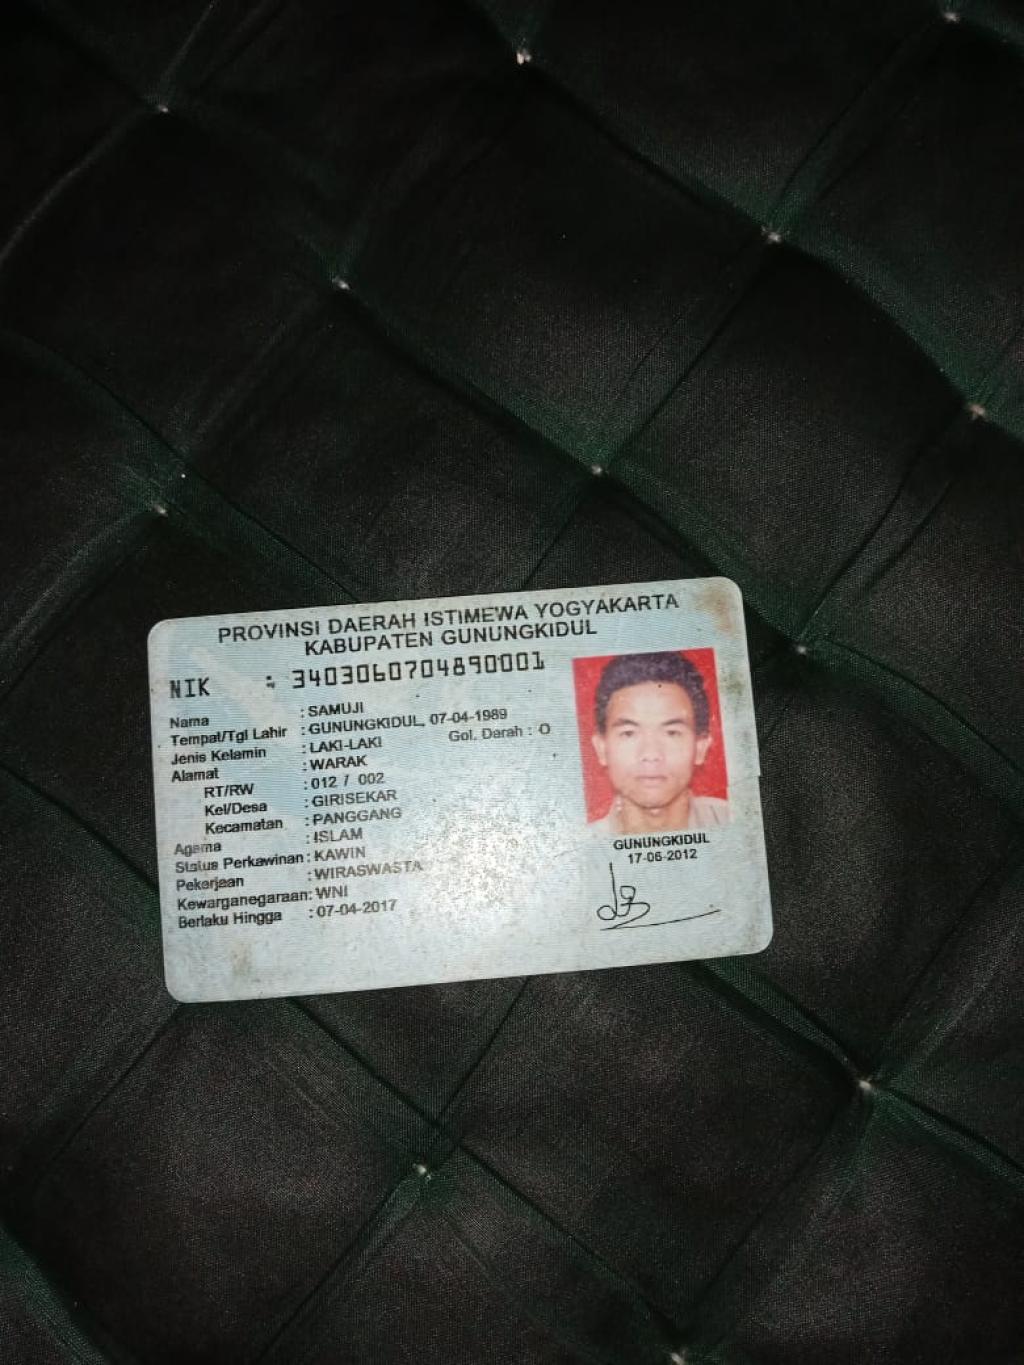 PROVINSI DAERAH ISTIMEWA YOGYAKARTA
KABUPATEN GUNUNGKIDUL
NIK : 3403060704890001
Nama : SAMUJI
Tempat/Tgl Lahir : GUNUNGKIDUL, 07-04-1989
Jenis Kelamin : LAKI-LAKI Gol. Darah : O
Alamat : WARAK
RT/RW : 012 / 002
Kel/Desa : GIRISEKAR
Kecamatan : PANGGANG
Agama : ISLAM
Status Perkawinan : KAWIN
Pekerjaan : WIRASWASTA
Kewarganegaraan : WNI
Berlaku Hingga : 07-04-2017
GUNUNGKIDUL
17-06-2012